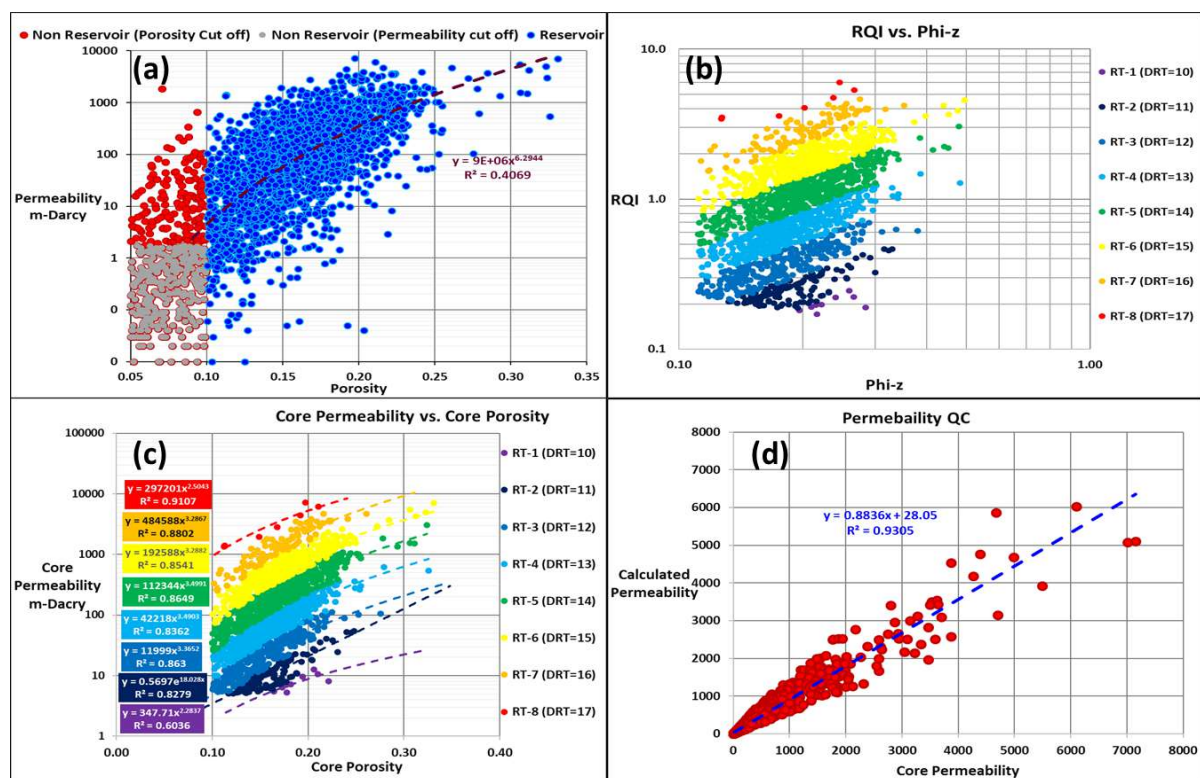 Non Reservoir (Porosity Cut off) Non Reservoir (Permeability cut off) Reservoir
(a)
10000
1000
100
10
1
0
0
Permeability
m-Darcy
y = 9E+06x^6.2944
R² = 0.4069
0.05 0.10 0.15 0.20 0.25 0.30 0.35
Porosity
RQI vs. Phi-z
(b)
10.0
1.0
0.1
RQI
0.10 1.00
Phi-z
RT-1 (DRT=10)
RT-2 (DRT=11)
RT-3 (DRT=12)
RT-4 (DRT=13)
RT-5 (DRT=14)
RT-6 (DRT=15)
RT-7 (DRT=16)
RT-8 (DRT=17)
Core Permeability vs. Core Porosity
(c)
100000
10000
1000
100
10
1
Core
Permeability
m-Dacry
y = 297201x^2.5043
R² = 0.9107
y = 484588x^3.2867
R² = 0.8802
y = 192588x^3.2882
R² = 0.8541
y = 112344x^3.4991
R² = 0.8649
y = 42218x^3.4903
R² = 0.8362
y = 11999x^3.3652
R² = 0.863
y = 0.5697e^18.028x
R² = 0.8279
y = 347.71x^2.2837
R² = 0.6036
0.00 0.10 0.20 0.30 0.40
Core Porosity
RT-1 (DRT=10)
RT-2 (DRT=11)
RT-3 (DRT=12)
RT-4 (DRT=13)
RT-5 (DRT=14)
RT-6 (DRT=15)
RT-7 (DRT=16)
RT-8 (DRT=17)
Permebaility QC
(d)
8000
7000
6000
5000
4000
3000
2000
1000
0
Calculated
Permeability
y = 0.8836x + 28.05
R² = 0.9305
0 1000 2000 3000 4000 5000 6000 7000 8000
Core Permeability